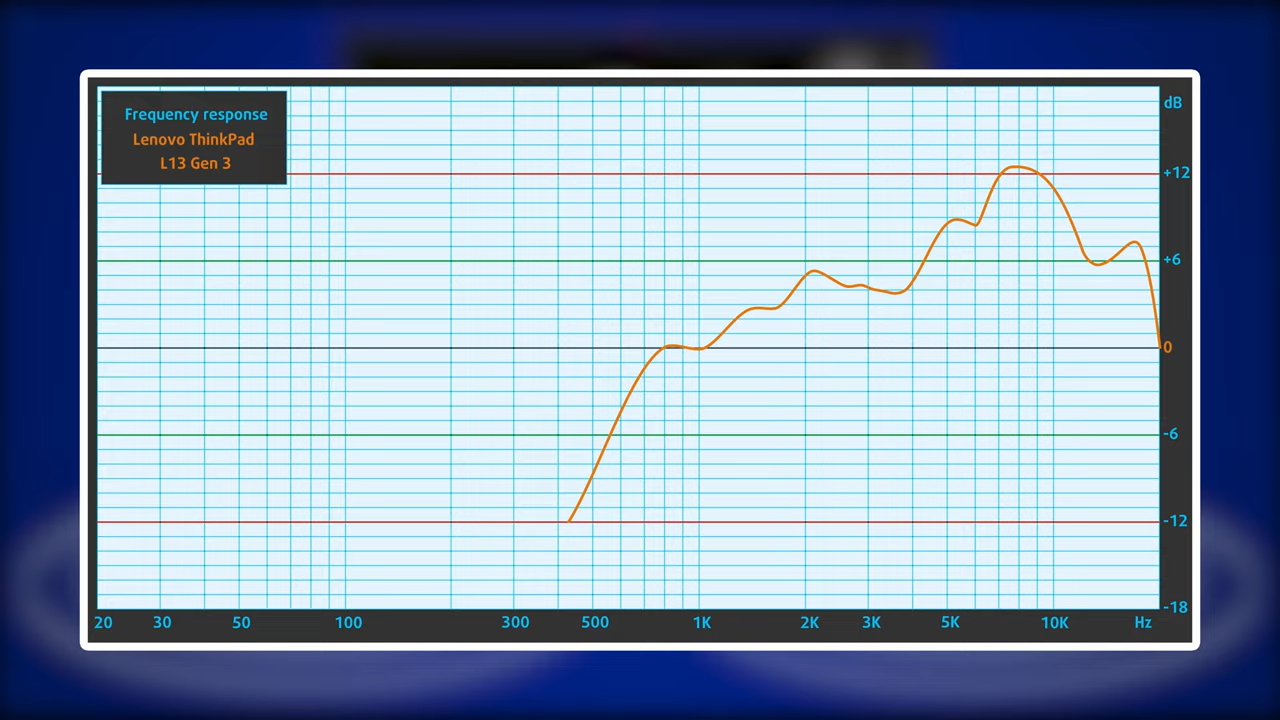 Frequency response
Lenovo ThinkPad
L13 Gen 3
dB
+12
+6
0
-6
-12
-18
20 30 50 100 300 500 1K 2K 3K 5K 10K Hz